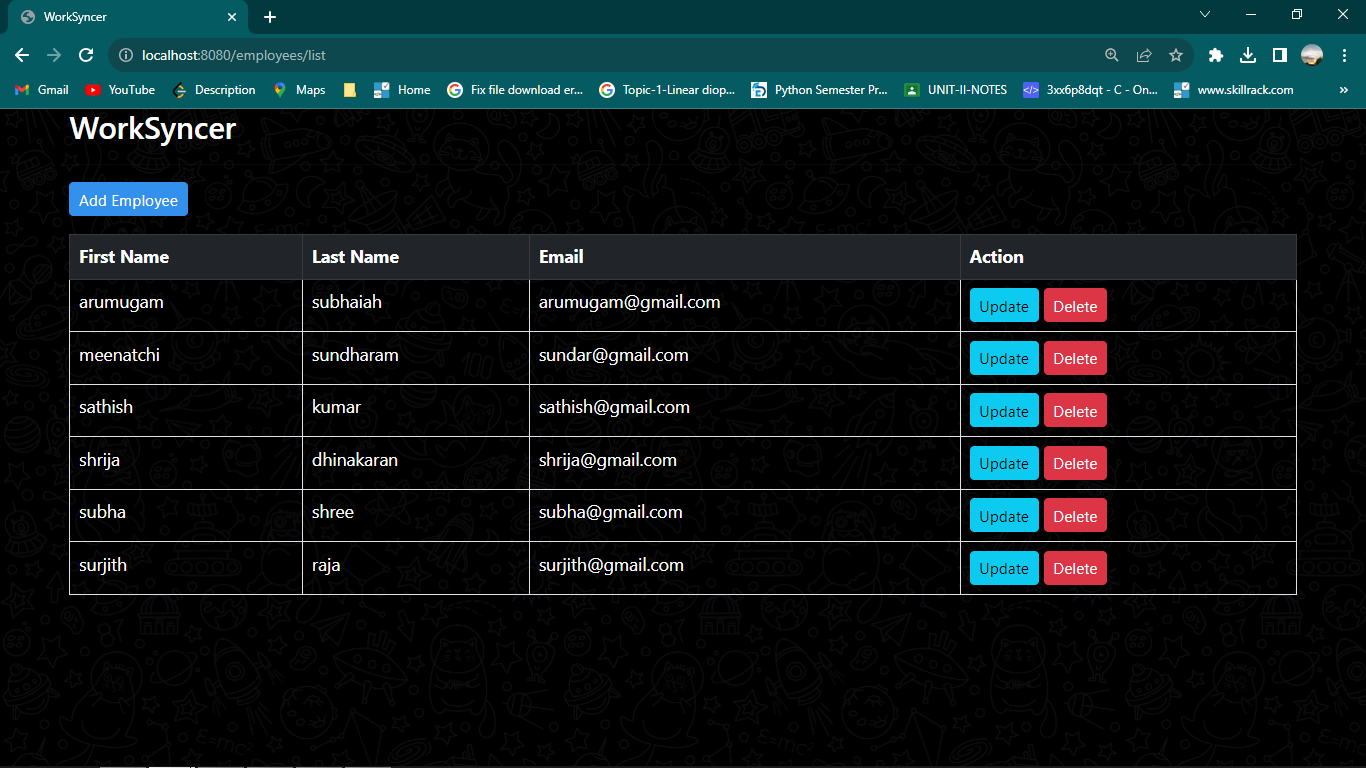 WorkSyncer
localhost:8080/employees/list
Gmail YouTube Description Maps Home Fix file download er... Topic-1-Linear diop... Python Semester Pr... UNIT-II-NOTES 3xx6p8dqt - C - On... www.skillrack.com »
WorkSyncer
Add Employee
First Name Last Name Email Action
arumugam subhaiah arumugam@gmail.com Update Delete
meenatchi sundharam sundar@gmail.com Update Delete
sathish kumar sathish@gmail.com Update Delete
shrija dhinakaran shrija@gmail.com Update Delete
subha shree subha@gmail.com Update Delete
surjith raja surjith@gmail.com Update Delete